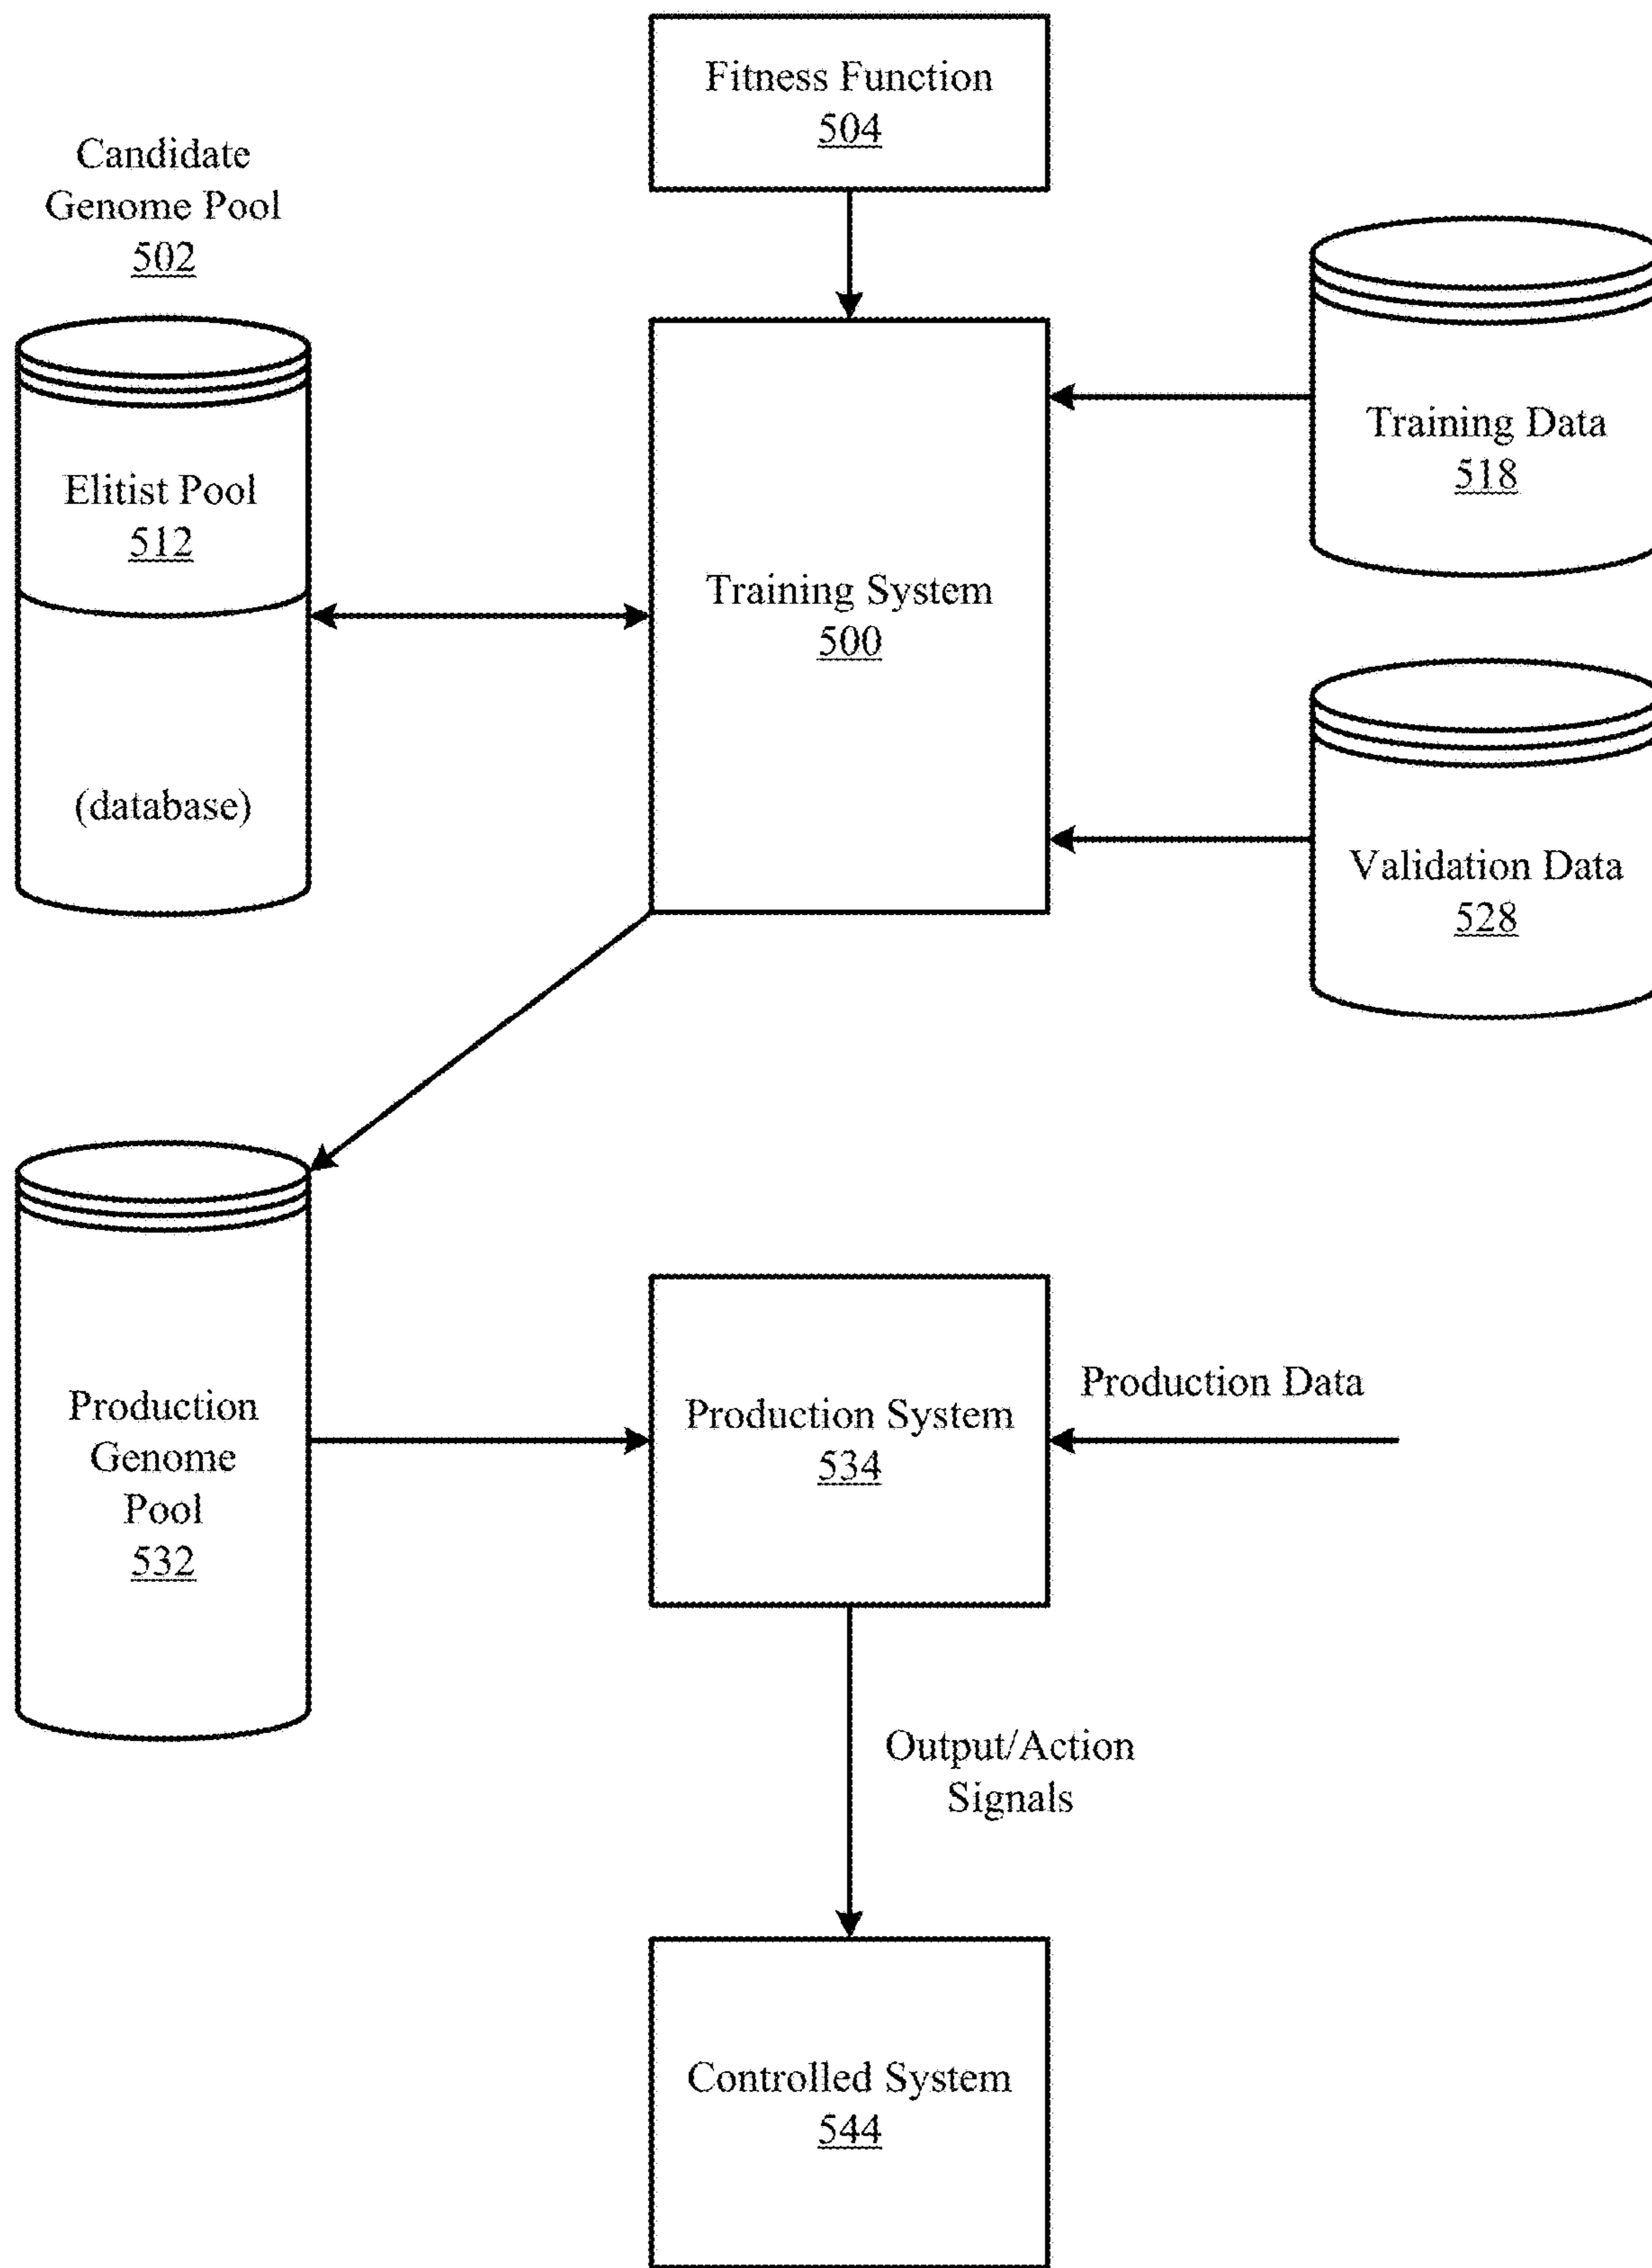 Fitness Function
504
Candidate
Genome Pool
502
Training Data
518
Elitist Pool
512
Training System
500
(database)
Validation Data
528
Production
Genome
Pool
532
Production System
534
Production Data
Output/Action
Signals
Controlled System
544